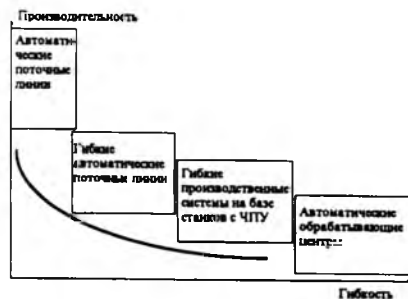 Производительность
Автомати-
ческие
поточные
линии
Гибкие
автоматические
поточные линии
Гибкие
производственные
системы на базе
станков с ЧПУ
Автоматические
обрабатывающие
центры
Гибкость